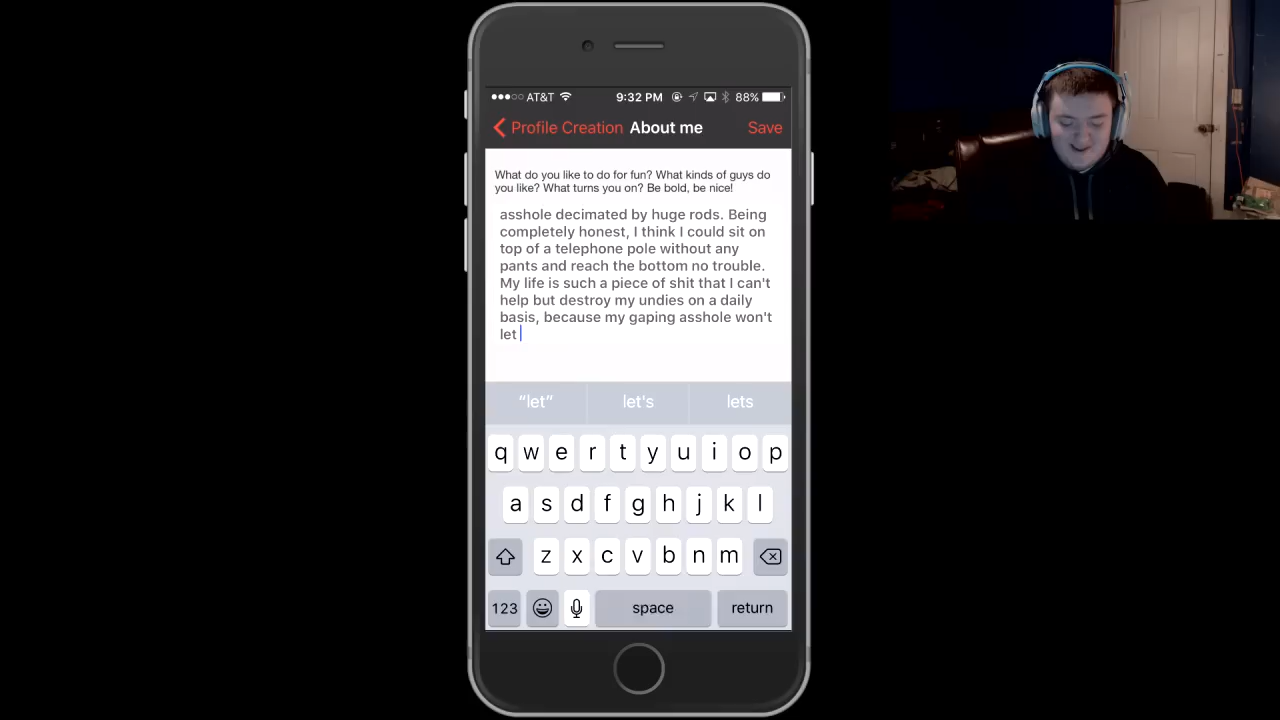 AT&T 9:32 PM 88%
Profile Creation About me Save
What do you like to do for fun? What kinds of guys do
you like? What turns you on? Be bold, be nice!
asshole decimated by huge rods. Being
completely honest, I think I could sit on
top of a telephone pole without any
pants and reach the bottom no trouble.
My life is such a piece of shit that I can't
help but destroy my undies on a daily
basis, because my gaping asshole won't
let
“let” let's lets
q w e r t y u i o p
a s d f g h j k l
z x c v b n m
123 space return